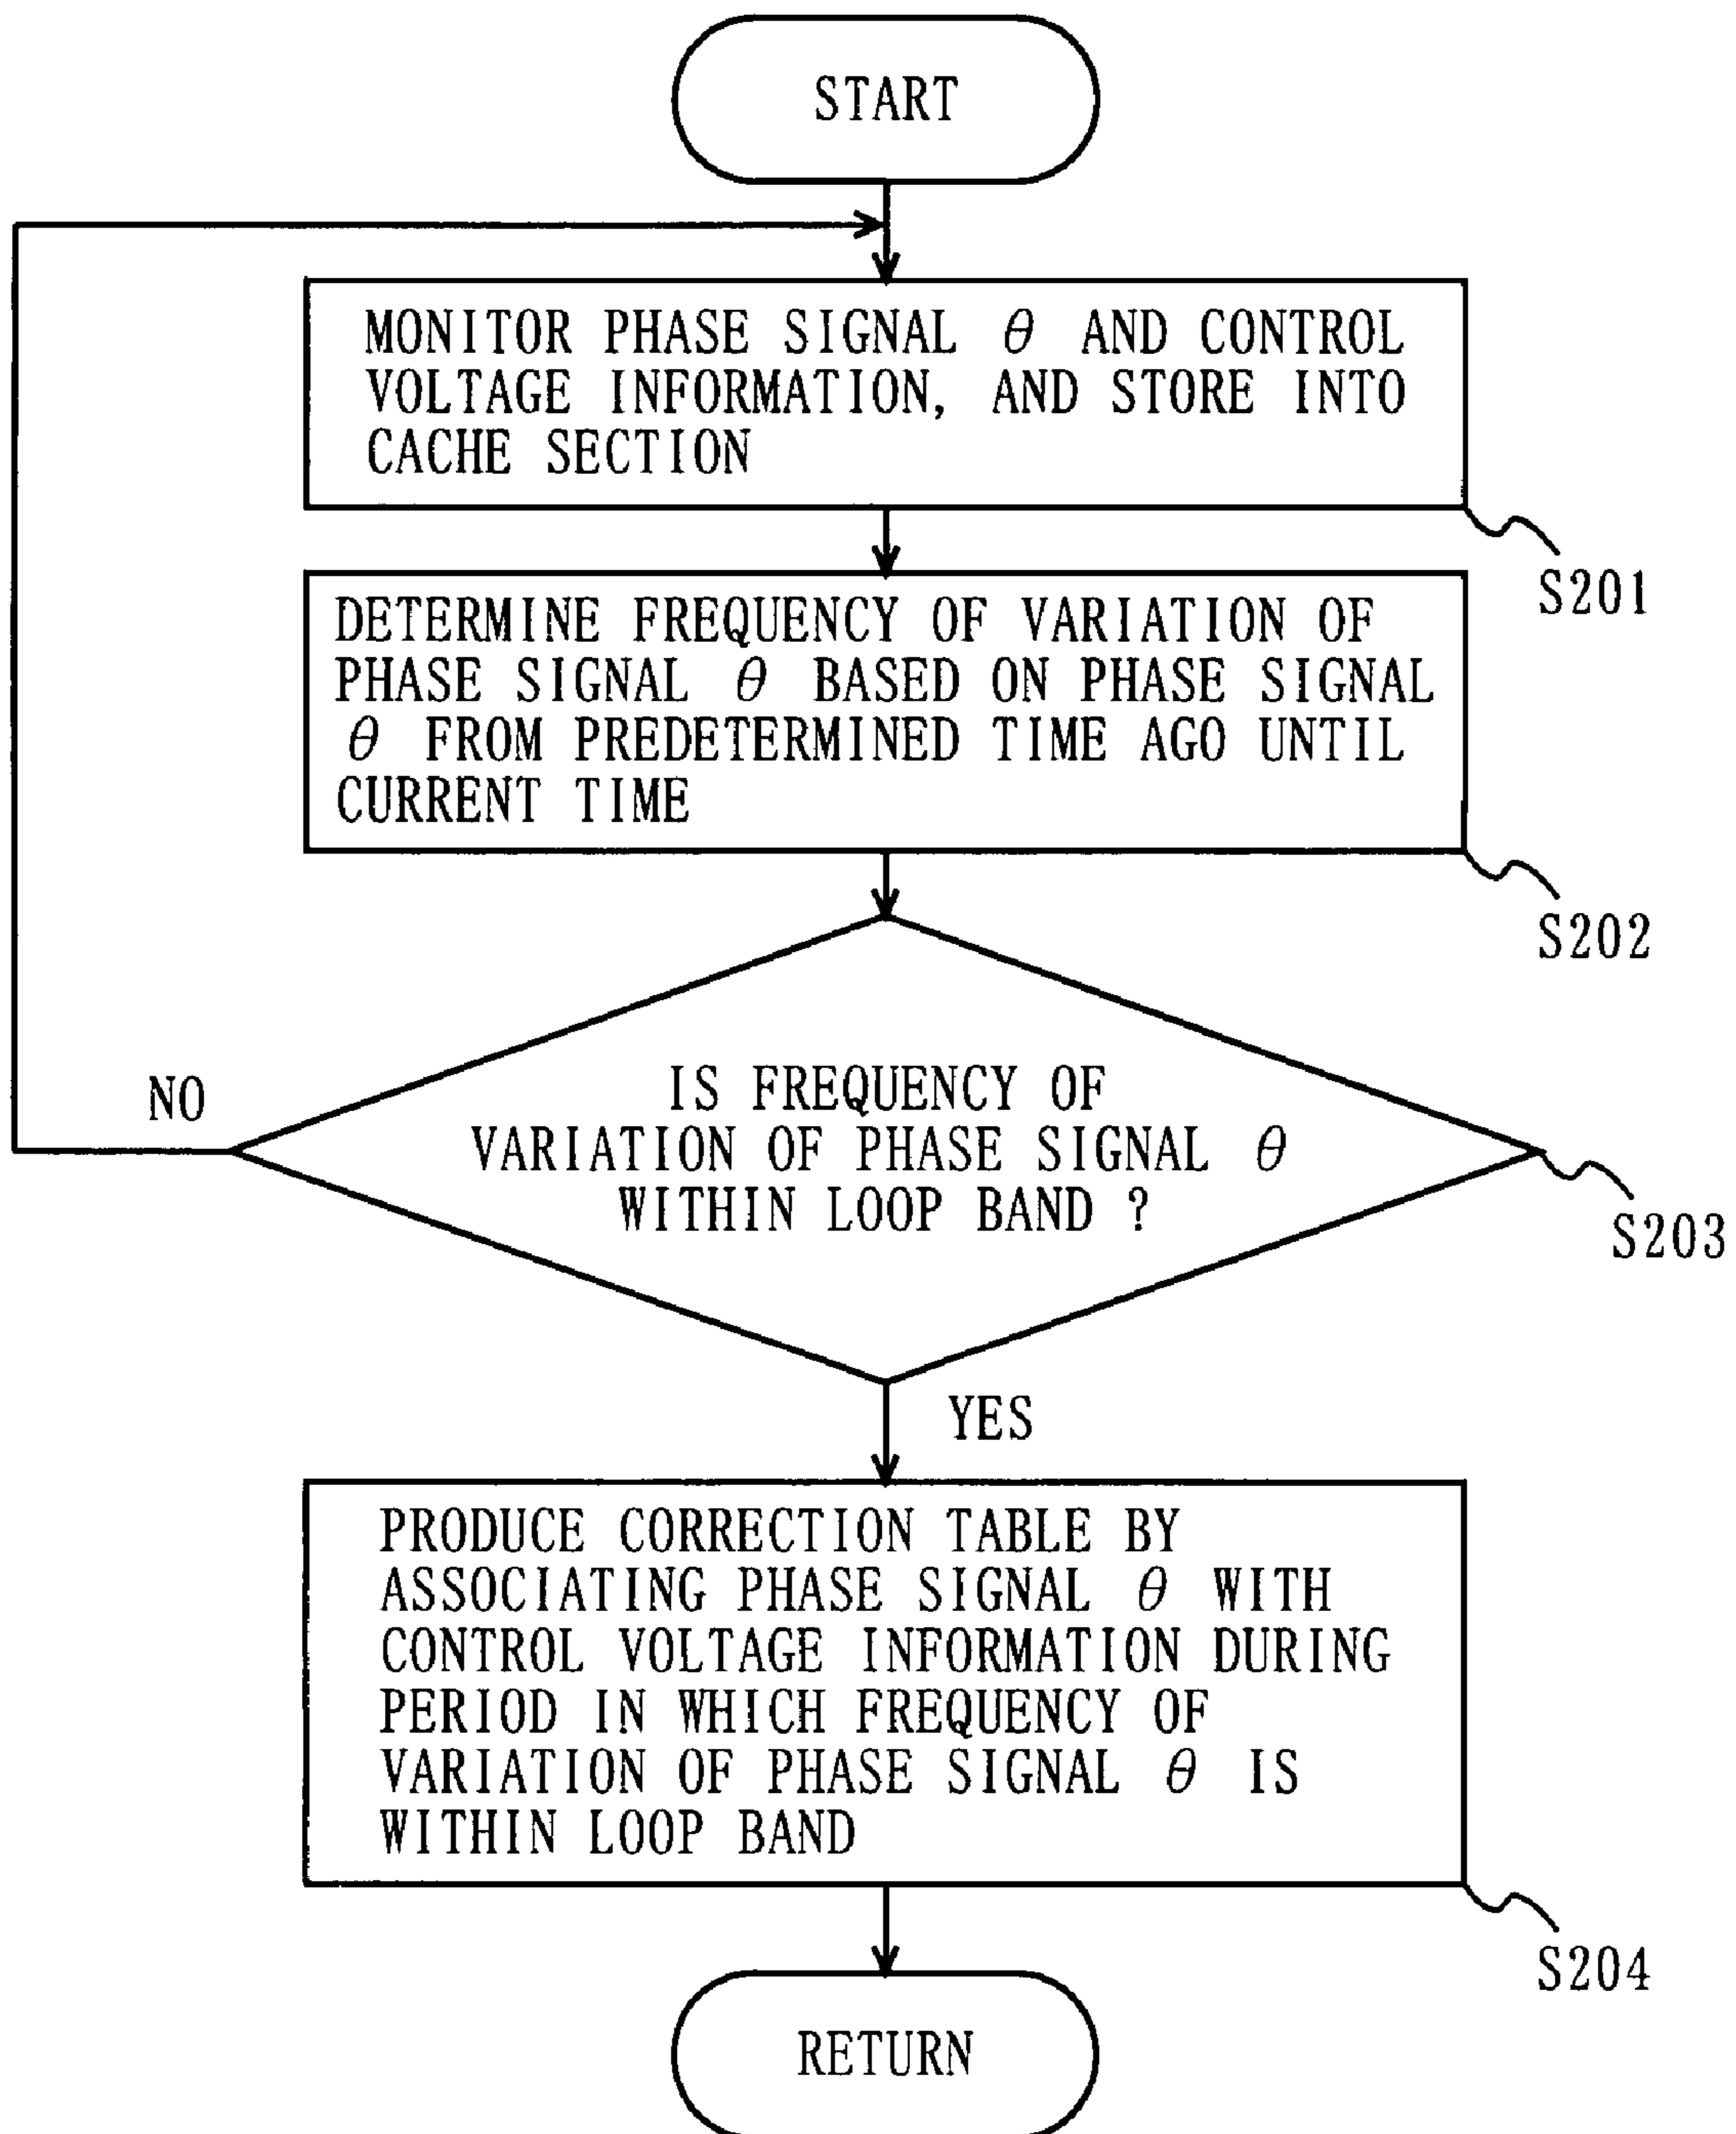 START
MONITOR PHASE SIGNAL θ AND CONTROL
VOLTAGE INFORMATION, AND STORE INTO
CACHE SECTION
S201
DETERMINE FREQUENCY OF VARIATION OF
PHASE SIGNAL θ BASED ON PHASE SIGNAL
θ FROM PREDETERMINED TIME AGO UNTIL
CURRENT TIME
S202
NO
IS FREQUENCY OF
VARIATION OF PHASE SIGNAL θ
WITHIN LOOP BAND ?
S203
YES
PRODUCE CORRECTION TABLE BY
ASSOCIATING PHASE SIGNAL θ WITH
CONTROL VOLTAGE INFORMATION DURING
PERIOD IN WHICH FREQUENCY OF
VARIATION OF PHASE SIGNAL θ IS
WITHIN LOOP BAND
S204
RETURN